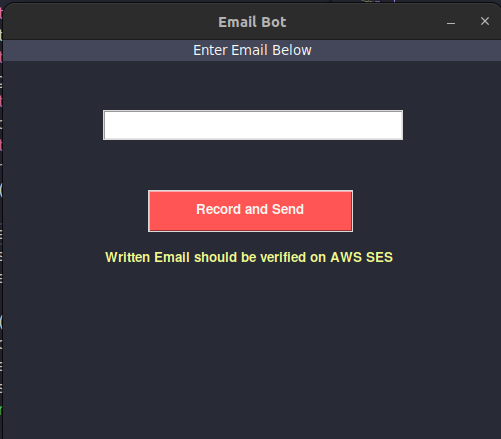 Email Bot
Enter Email Below
Record and Send
Written Email should be verified on AWS SES